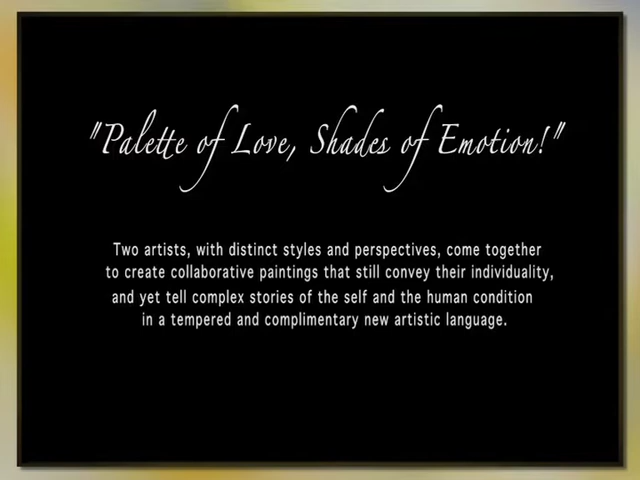 "Palette of Love, Shades of Emotion!"
Two artists, with distinct styles and perspectives, come together
to create collaborative paintings that still convey their individuality,
and yet tell complex stories of the self and the human condition
in a tempered and complimentary new artistic language.